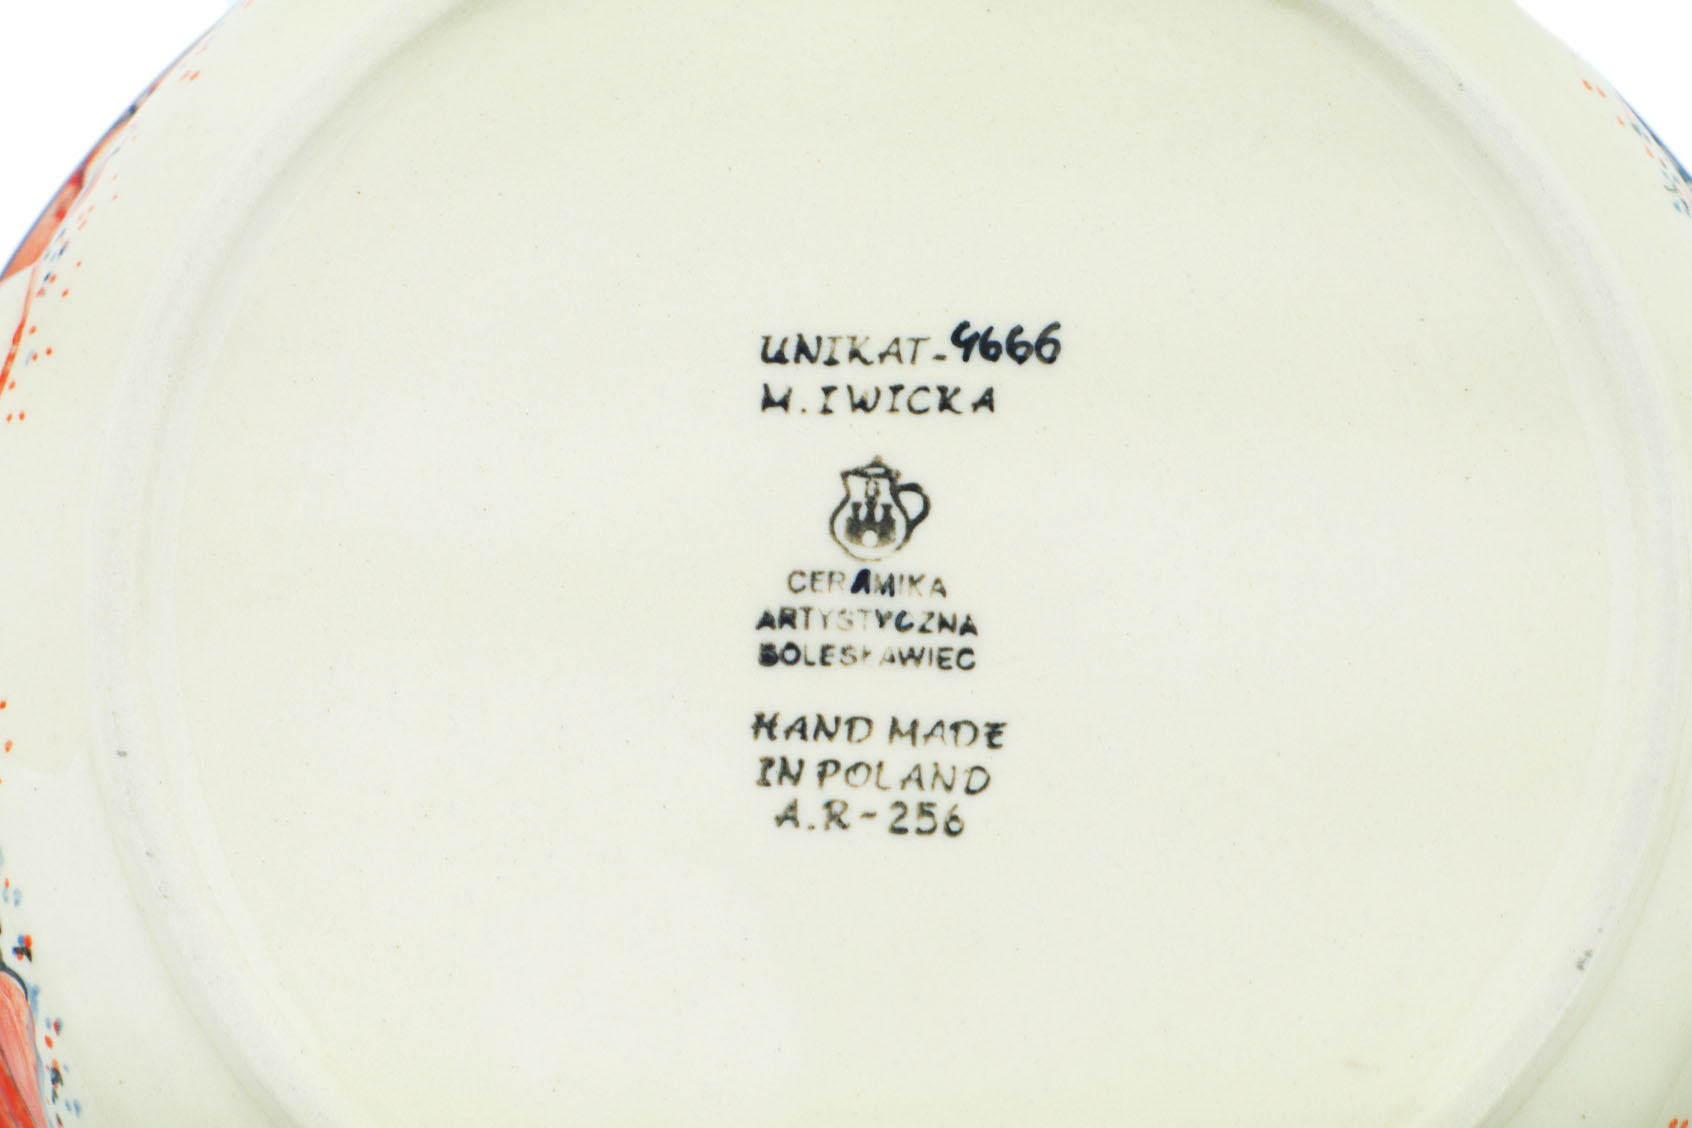 UNIKAT-4666
M. IWICKA
CERAMIKA
ARTYSTYCZNA
BOLESŁAWIEC
HAND MADE
IN POLAND
A.R-256